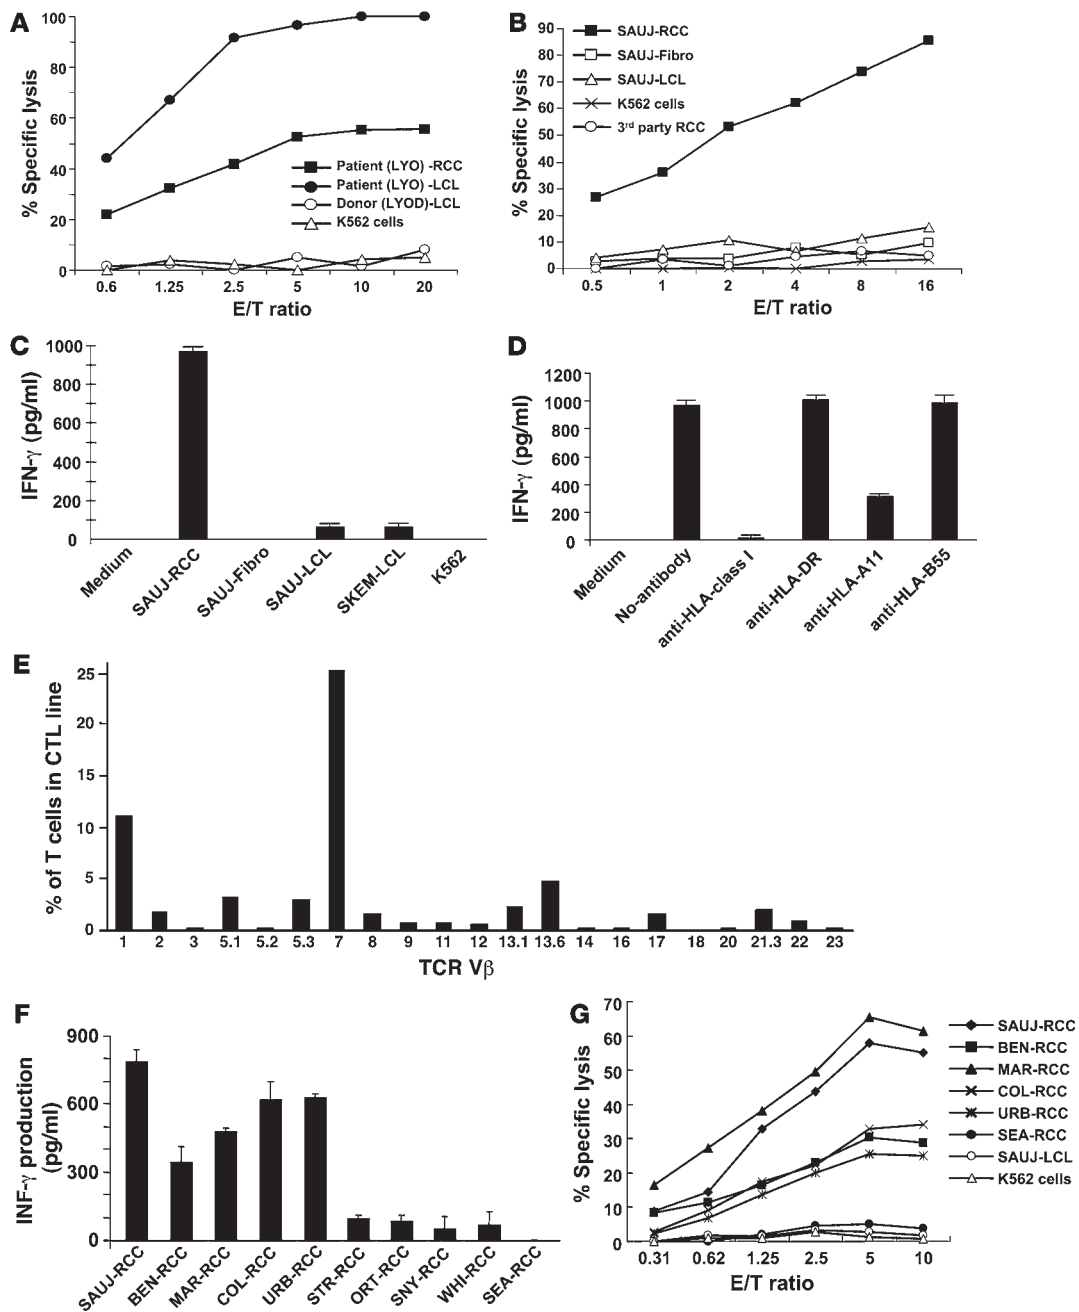 A
% Specific lysis
100
80
60
40
20
0
0.6 1.25 2.5 5 10 20
E/T ratio
Patient (LYO) -RCC
Patient (LYO) -LCL
Donor (LYOD)-LCL
K562 cells
B
% Specific lysis
90
80
70
60
50
40
30
20
10
0
0.5 1 2 4 8 16
E/T ratio
SAUJ-RCC
SAUJ-Fibro
SAUJ-LCL
K562 cells
3rd party RCC
C
IFN-γ (pg/ml)
1000
800
600
400
200
0
Medium
SAUJ-RCC
SAUJ-Fibro
SAUJ-LCL
SKEM-LCL
K562
D
IFN-γ (pg/ml)
1200
1000
800
600
400
200
0
Medium
No-antibody
anti-HLA-class I
anti-HLA-DR
anti-HLA-A11
anti-HLA-B55
E
% of T cells in CTL line
25
20
15
10
5
0
1 2 3 5.1 5.2 5.3 7 8 9 11 12 13.1 13.6 14 16 17 18 20 21.3 22 23
TCR Vβ
F
INF-γ production
(pg/ml)
900
600
300
0
SAUJ-RCC
BEN-RCC
MAR-RCC
COL-RCC
URB-RCC
STR-RCC
ORT-RCC
SNY-RCC
WHI-RCC
SEA-RCC
G
% Specific lysis
70
60
50
40
30
20
10
0
0.31 0.62 1.25 2.5 5 10
E/T ratio
SAUJ-RCC
BEN-RCC
MAR-RCC
COL-RCC
URB-RCC
SEA-RCC
SAUJ-LCL
K562 cells